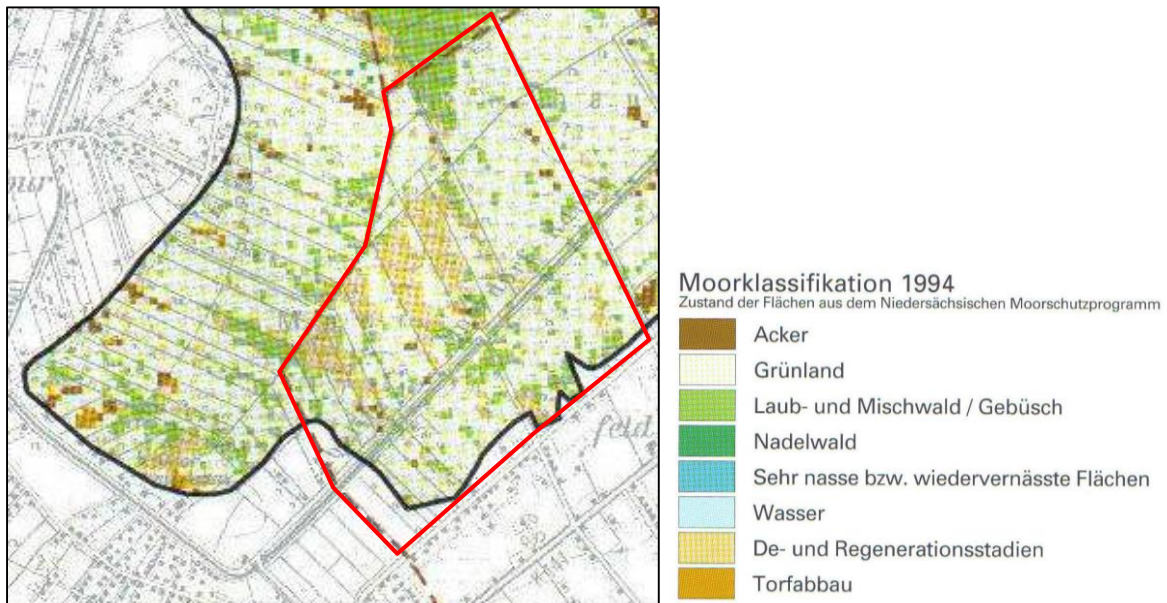 feld
Moorklassifikation 1994
Zustand der Flächen aus dem Niedersächsischen Moorschutzprogramm
Acker
Grünland
Laub- und Mischwald / Gebüsch
Nadelwald
Sehr nasse bzw. wiedervernässte Flächen
Wasser
De- und Regenerationsstadien
Torfabbau